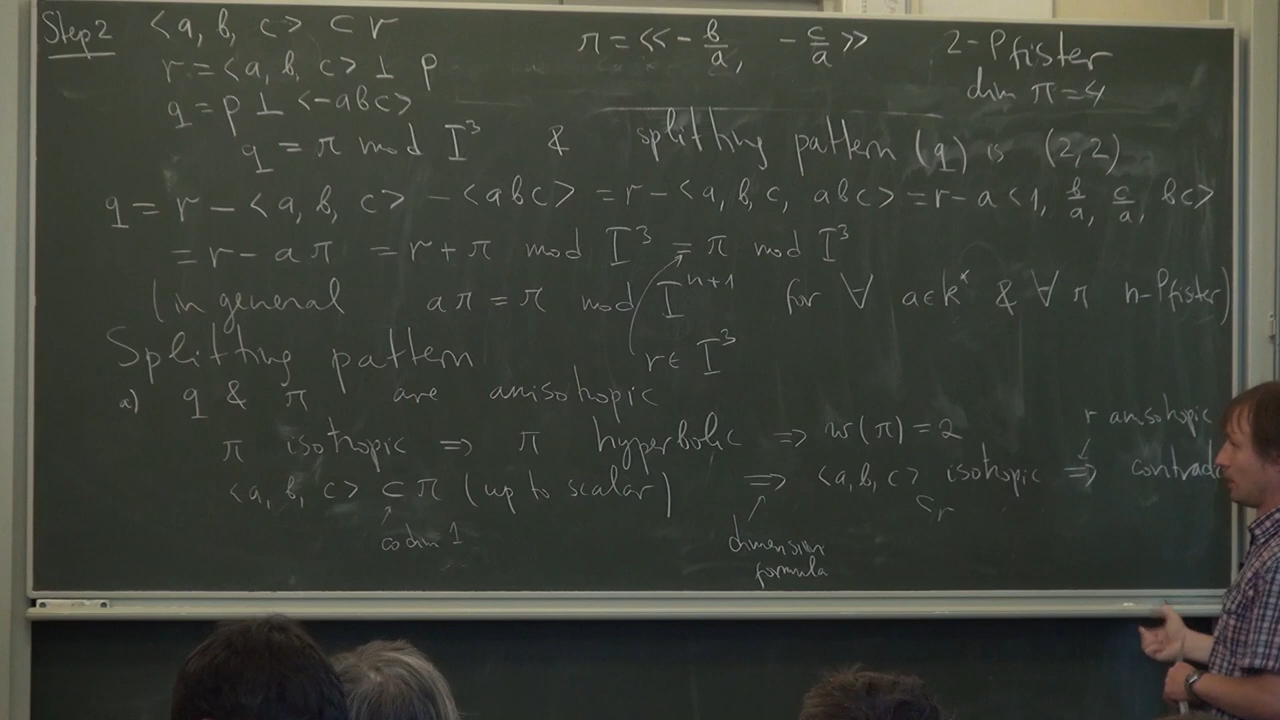 Step 2 <a, b, c> ⊂ r π = <<-b/a, -c/a>> 2-Pfister
r = <a, b, c> ⊥ p dim π = 4
q = p ⊥ <-abc>
q = π mod I³ & splitting pattern (q) is (2,2)
q = r - <a, b, c> - <abc> = r - <a, b, c, abc> = r - a<1, b/a, c/a, bc>
= r - aπ = r + π mod I³ = π mod I³
(in general aπ = π mod I^{n+1} for ∀ a∈k* & ∀ π n-Pfister)
Splitting pattern r ∈ I³
a) q & π are anisotropic
π isotropic ⇒ π hyperbolic ⇒ w(π) = 2 r anisotropic
<a, b, c> ⊂ π (up to scalar) ⇒ <a, b, c> isotropic ⇒ contrad
codim 1 ⊂ r
dimension
formula